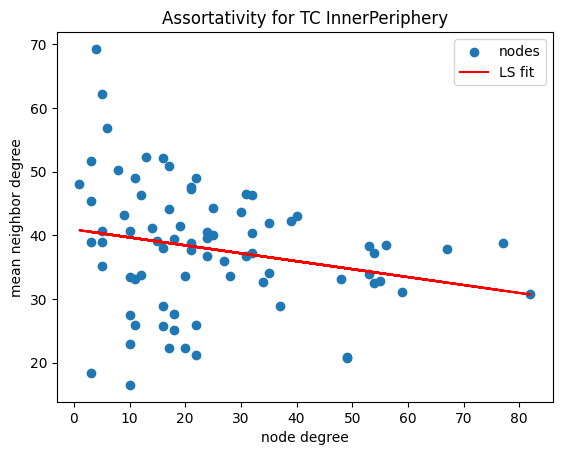 Assortativity for TC InnerPeriphery
nodes
LS fit
mean neighbor degree
70
60
50
40
30
20
0 10 20 30 40 50 60 70 80
node degree